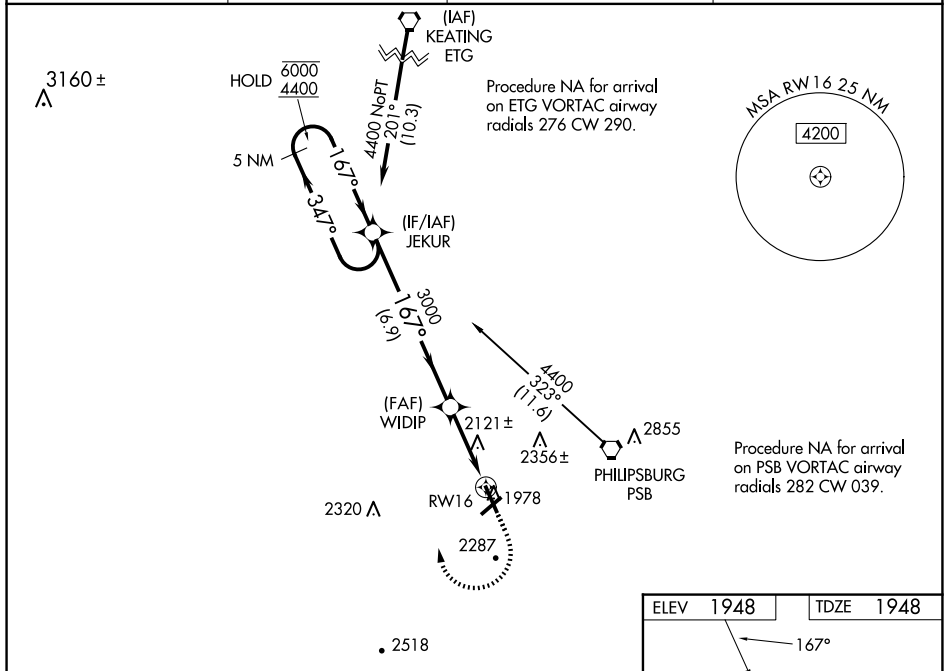 (IAF)
KEATING
ETG
3160 ±
HOLD 6000
4400
4400 NoPT
201°
(10.3)
Procedure NA for arrival
on ETG VORTAC airway
radials 276 CW 290.
MSA RW16 25 NM
4200
5 NM
167°
347°
(IF/IAF)
JEKUR
3000
167°
(6.9)
4400
323°
(11.6)
(FAF)
WIDIP
2121 ±
2356 ±
2855
PHILIPSBURG
PSB
Procedure NA for arrival
on PSB VORTAC airway
radials 282 CW 039.
RW16
1978
2320
2287
2518
ELEV 1948
TDZE 1948
167°